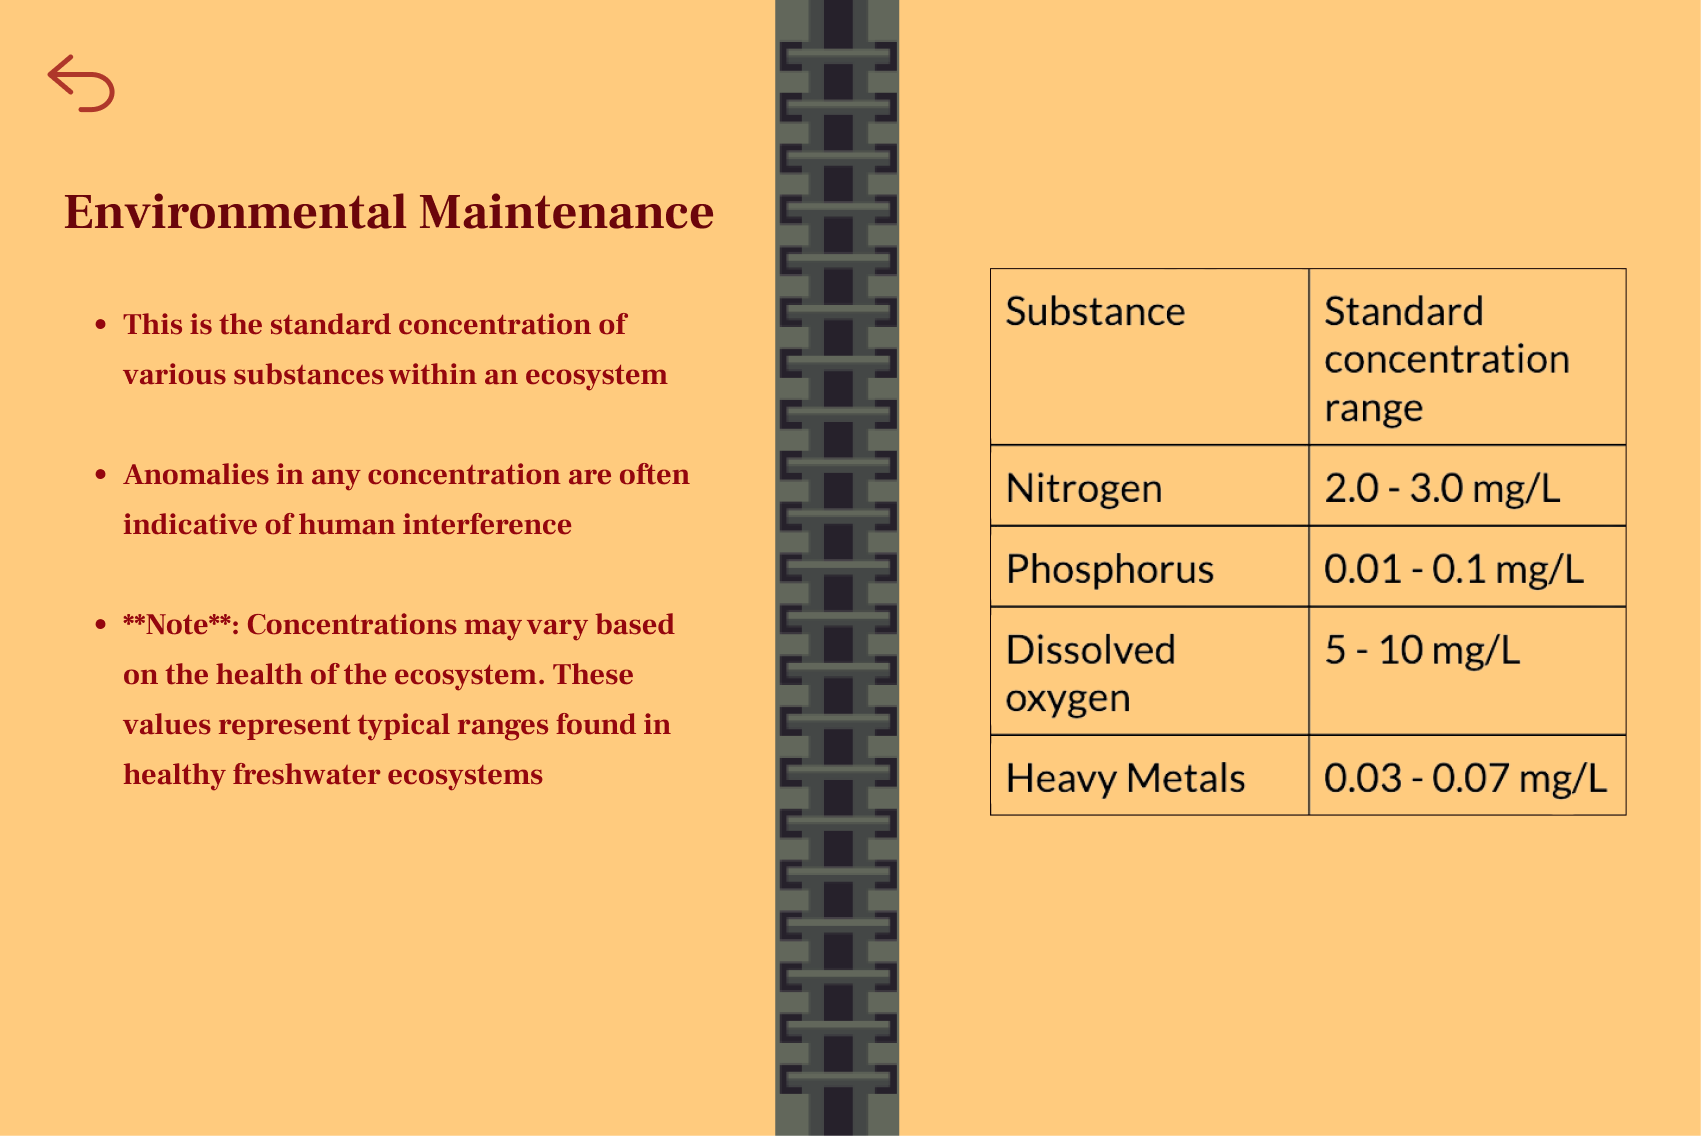 Environmental Maintenance
• This is the standard concentration of
various substances within an ecosystem
• Anomalies in any concentration are often
indicative of human interference
• **Note**: Concentrations may vary based
on the health of the ecosystem. These
values represent typical ranges found in
healthy freshwater ecosystems
Substance
Standard
concentration
range
Nitrogen
2.0 - 3.0 mg/L
Phosphorus
0.01 - 0.1 mg/L
Dissolved
oxygen
5 - 10 mg/L
Heavy Metals
0.03 - 0.07 mg/L